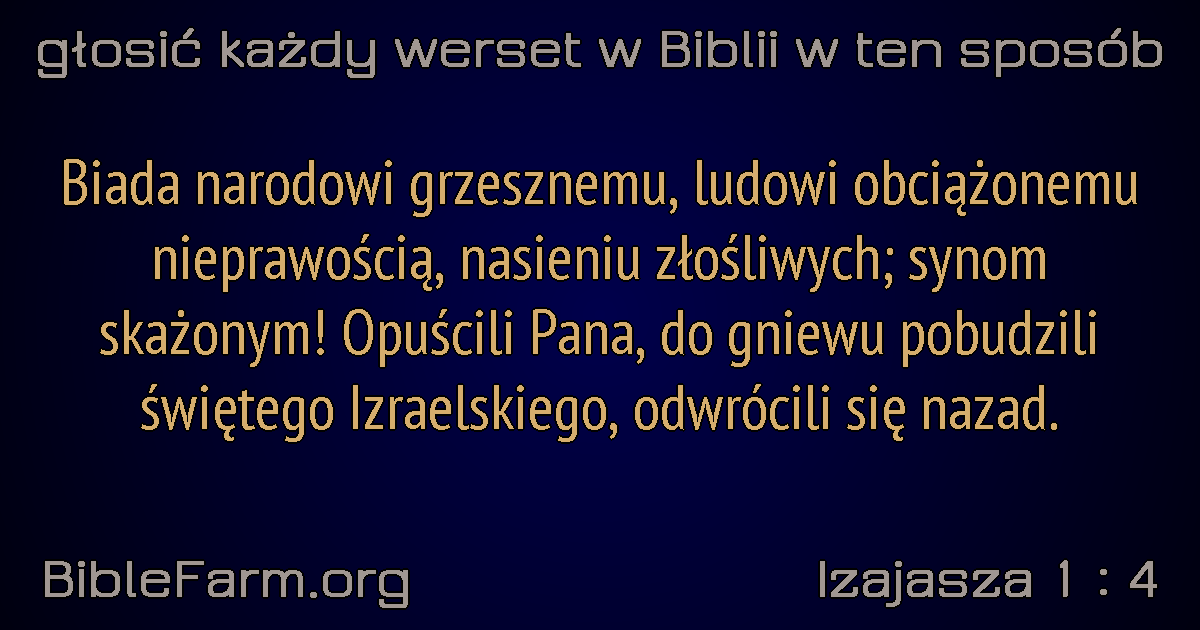 głosić każdy werset w Biblii w ten sposób
Biada narodowi grzesznemu, ludowi obciążonemu
nieprawością, nasieniu złośliwych; synom
skażonym! Opuścili Pana, do gniewu pobudzili
świętego Izraelskiego, odwrócili się nazad.
BibleFarm.org
Izajasza 1 : 4